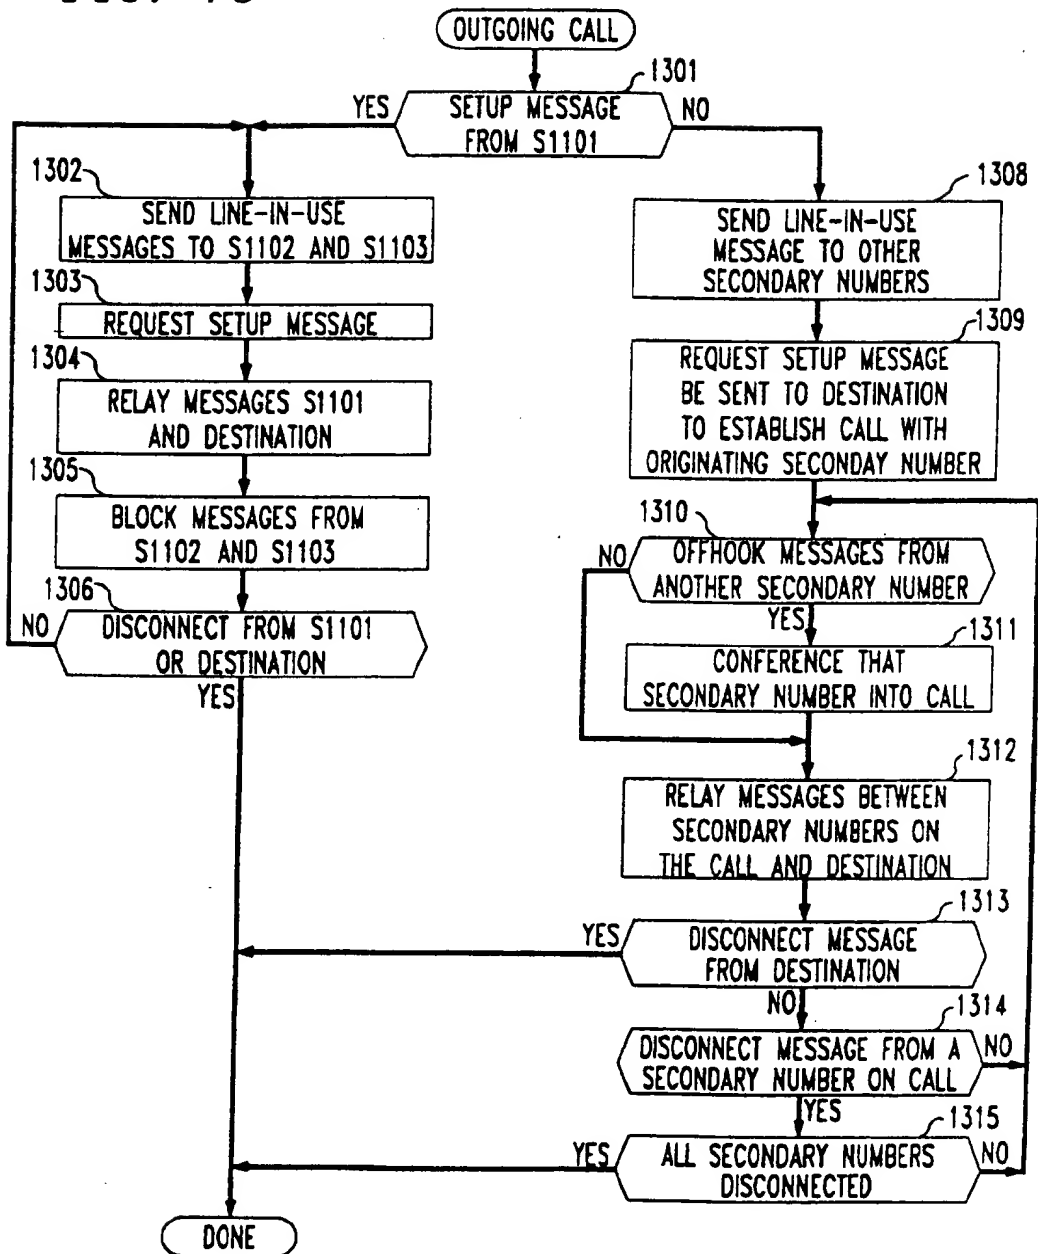 OUTGOING CALL
1301
SETUP MESSAGE
FROM S1101
YES
NO
1302
SEND LINE-IN-USE
MESSAGES TO S1102 AND S1103
1303
REQUEST SETUP MESSAGE
1304
RELAY MESSAGES S1101
AND DESTINATION
1305
BLOCK MESSAGES FROM
S1102 AND S1103
1306
DISCONNECT FROM S1101
OR DESTINATION
NO
YES
1308
SEND LINE-IN-USE
MESSAGE TO OTHER
SECONDARY NUMBERS
1309
REQUEST SETUP MESSAGE
BE SENT TO DESTINATION
TO ESTABLISH CALL WITH
ORIGINATING SECONDAY NUMBER
1310
OFFHOOK MESSAGES FROM
ANOTHER SECONDARY NUMBER
NO
YES
1311
CONFERENCE THAT
SECONDARY NUMBER INTO CALL
1312
RELAY MESSAGES BETWEEN
SECONDARY NUMBERS ON
THE CALL AND DESTINATION
1313
DISCONNECT MESSAGE
FROM DESTINATION
YES
NO
1314
DISCONNECT MESSAGE FROM A
SECONDARY NUMBER ON CALL
NO
YES
1315
ALL SECONDARY NUMBERS
DISCONNECTED
YES
NO
DONE